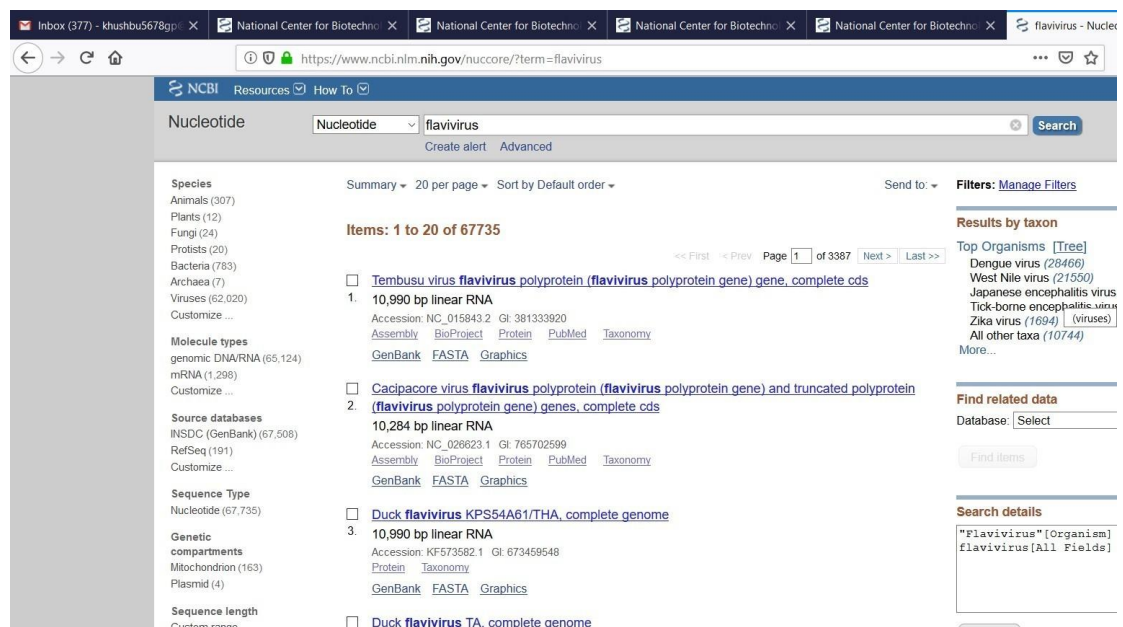 Inbox (377) - khushbu5678gp
National Center for Biotechno
National Center for Biotechno
National Center for Biotechno
National Center for Biotechno
flavivirus - Nucleo
https://www.ncbi.nlm.nih.gov/nuccore/?term=flavivirus
NCBI Resources How To
Nucleotide
Nucleotide
flavivirus
Search
Create alert Advanced
Species
Animals (307)
Plants (12)
Fungi (24)
Protists (20)
Bacteria (783)
Archaea (7)
Viruses (62,020)
Customize ...
Molecule types
genomic DNA/RNA (65,124)
mRNA (1,298)
Customize ...
Source databases
INSDC (GenBank) (67,508)
RefSeq (191)
Customize ...
Sequence Type
Nucleotide (67,735)
Genetic
compartments
Mitochondrion (163)
Plasmid (4)
Sequence length
Custom range
Summary 20 per page Sort by Default order
Send to:
Items: 1 to 20 of 67735
<< First < Prev Page 1 of 3387 Next > Last >>
Tembusu virus flavivirus polyprotein (flavivirus polyprotein gene) gene, complete cds
1. 10,990 bp linear RNA
Accession: NC_015843.2 GI: 381333920
Assembly BioProject Protein PubMed Taxonomy
GenBank FASTA Graphics
Cacipacore virus flavivirus polyprotein (flavivirus polyprotein gene) and truncated polyprotein
2. (flavivirus polyprotein gene) genes, complete cds
10,284 bp linear RNA
Accession: NC_026623.1 GI: 765702599
Assembly BioProject Protein PubMed Taxonomy
GenBank FASTA Graphics
Duck flavivirus KPS54A61/THA, complete genome
3. 10,990 bp linear RNA
Accession: KF573582.1 GI: 673459548
Protein Taxonomy
GenBank FASTA Graphics
Duck flavivirus TA, complete genome
Filters: Manage Filters
Results by taxon
Top Organisms [Tree]
Dengue virus (28466)
West Nile virus (21550)
Japanese encephalitis virus
Tick-borne encephalitis virus
Zika virus (1694)
(viruses)
All other taxa (10744)
More...
Find related data
Database: Select
Find items
Search details
"Flavivirus"[Organism]
flavivirus[All Fields]